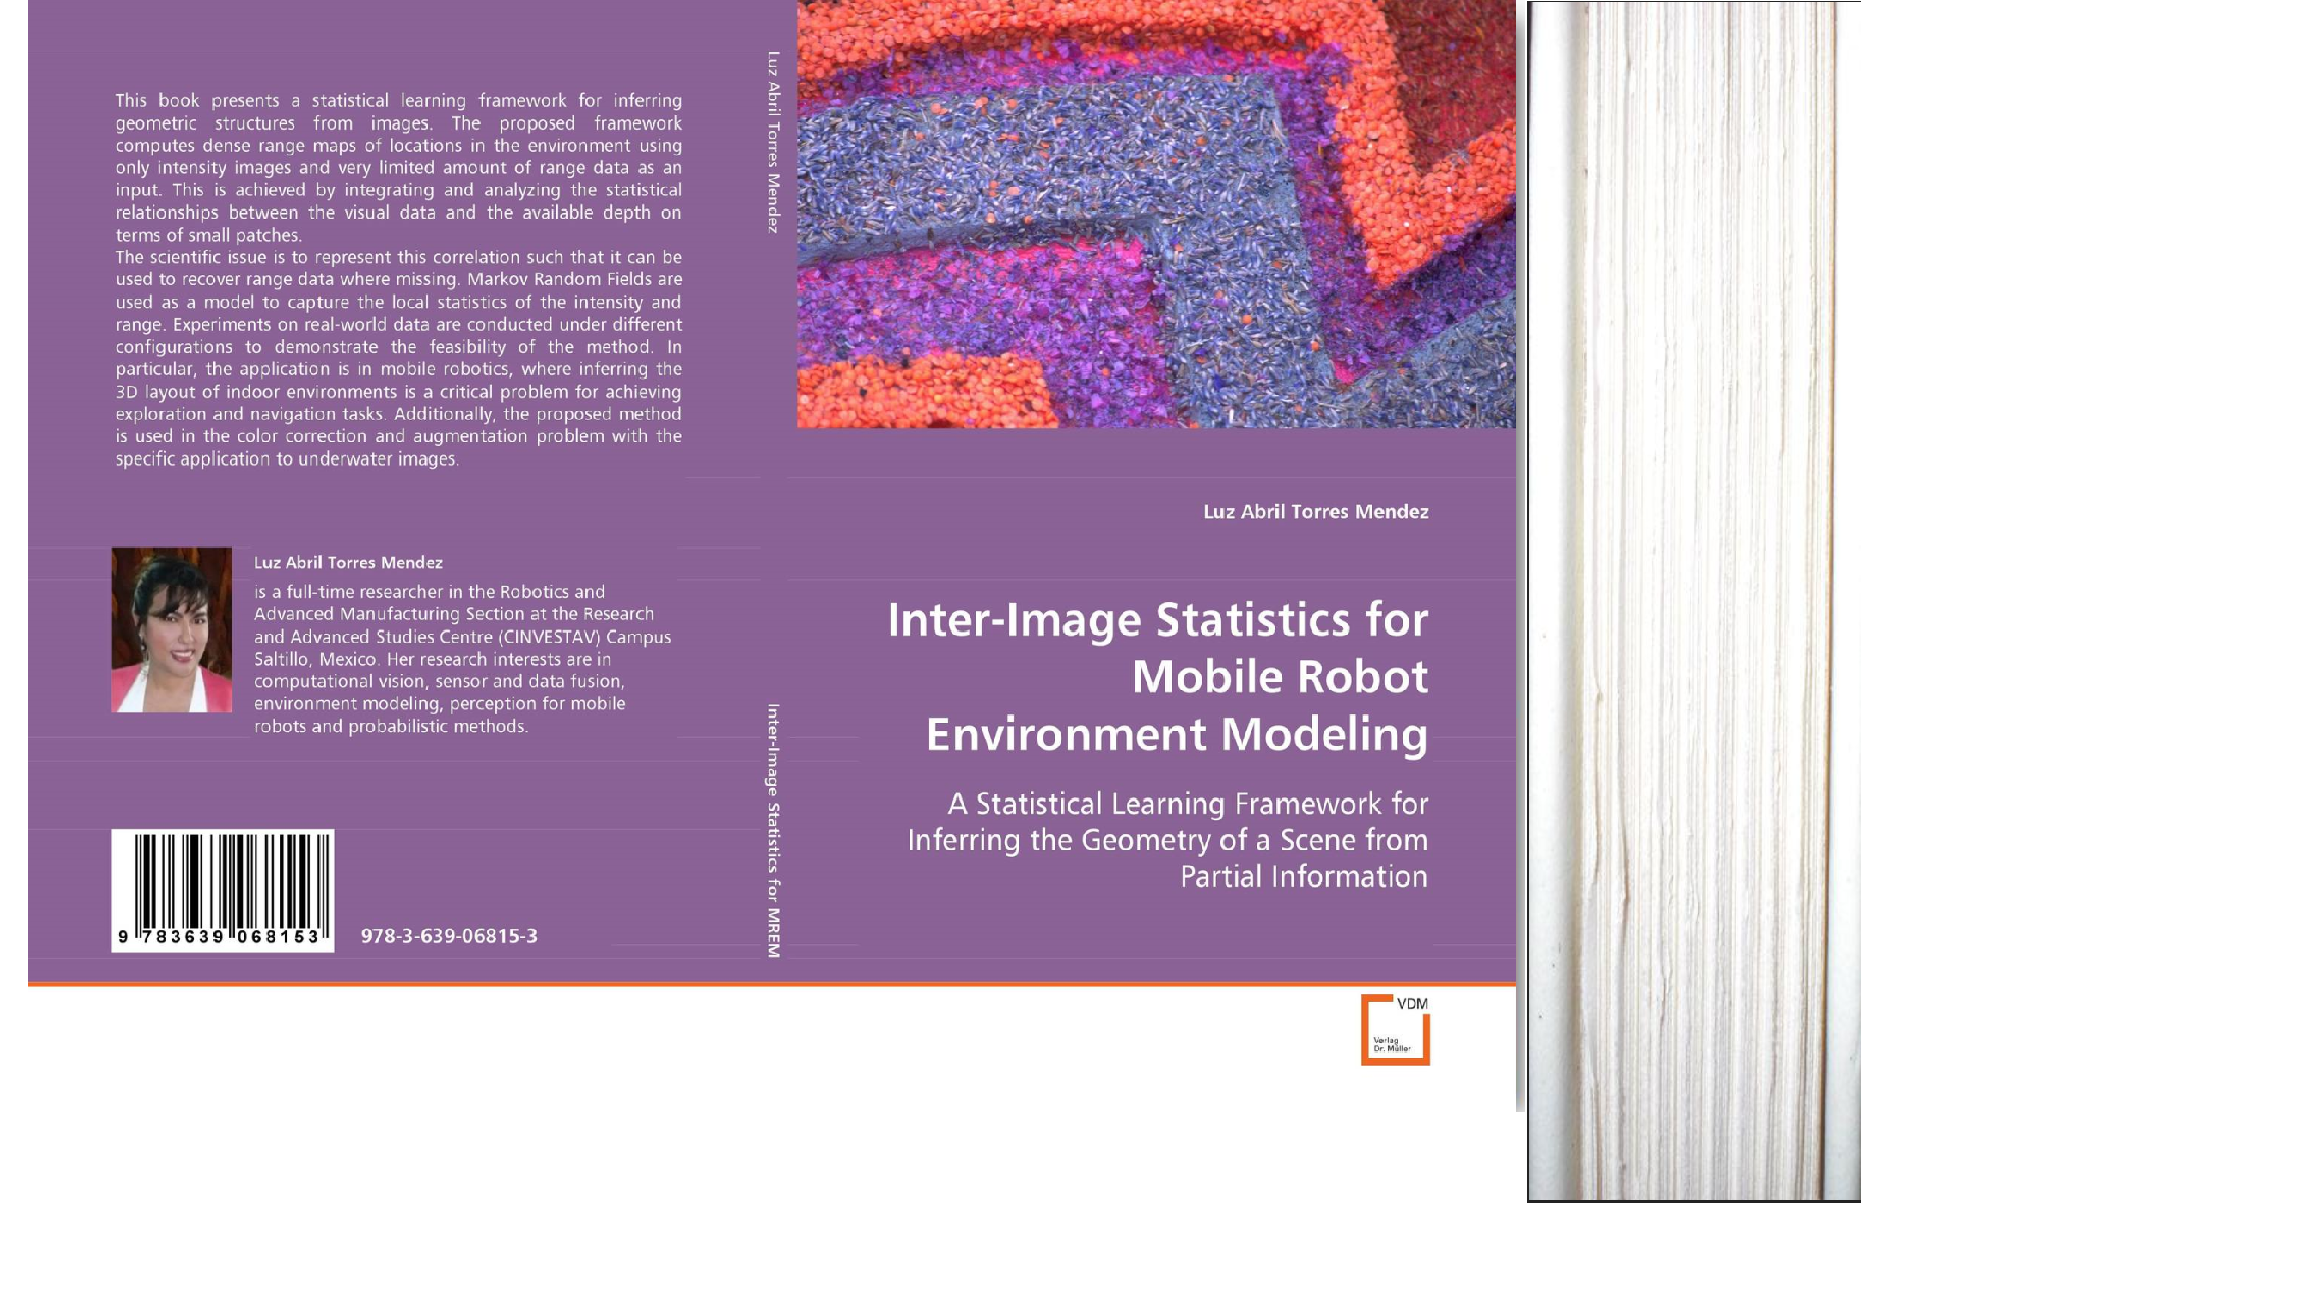 This book presents a statistical learning framework for inferring
geometric structures from images. The proposed framework
computes dense range maps of locations in the environment using
only intensity images and very limited amount of range data as an
input. This is achieved by integrating and analyzing the statistical
relationships between the visual data and the available depth on
terms of small patches.
The scientific issue is to represent this correlation such that it can be
used to recover range data where missing. Markov Random Fields are
used as a model to capture the local statistics of the intensity and
range. Experiments on real-world data are conducted under different
configurations to demonstrate the feasibility of the method. In
particular, the application is in mobile robotics, where inferring the
3D layout of indoor environments is a critical problem for achieving
exploration and navigation tasks. Additionally, the proposed method
is used in the color correction and augmentation problem with the
specific application to underwater images.
Luz Abril Torres Mendez
is a full-time researcher in the Robotics and
Advanced Manufacturing Section at the Research
and Advanced Studies Centre (CINVESTAV) Campus
Saltillo, Mexico. Her research interests are in
computational vision, sensor and data fusion,
environment modeling, perception for mobile
robots and probabilistic methods.
9 783639 068153
978-3-639-06815-3
Luz Abril Torres Mendez
Inter-Image Statistics for MREM
Luz Abril Torres Mendez
Inter-Image Statistics for
Mobile Robot
Environment Modeling
A Statistical Learning Framework for
Inferring the Geometry of a Scene from
Partial Information
VDM
Verlag
Dr. Müller